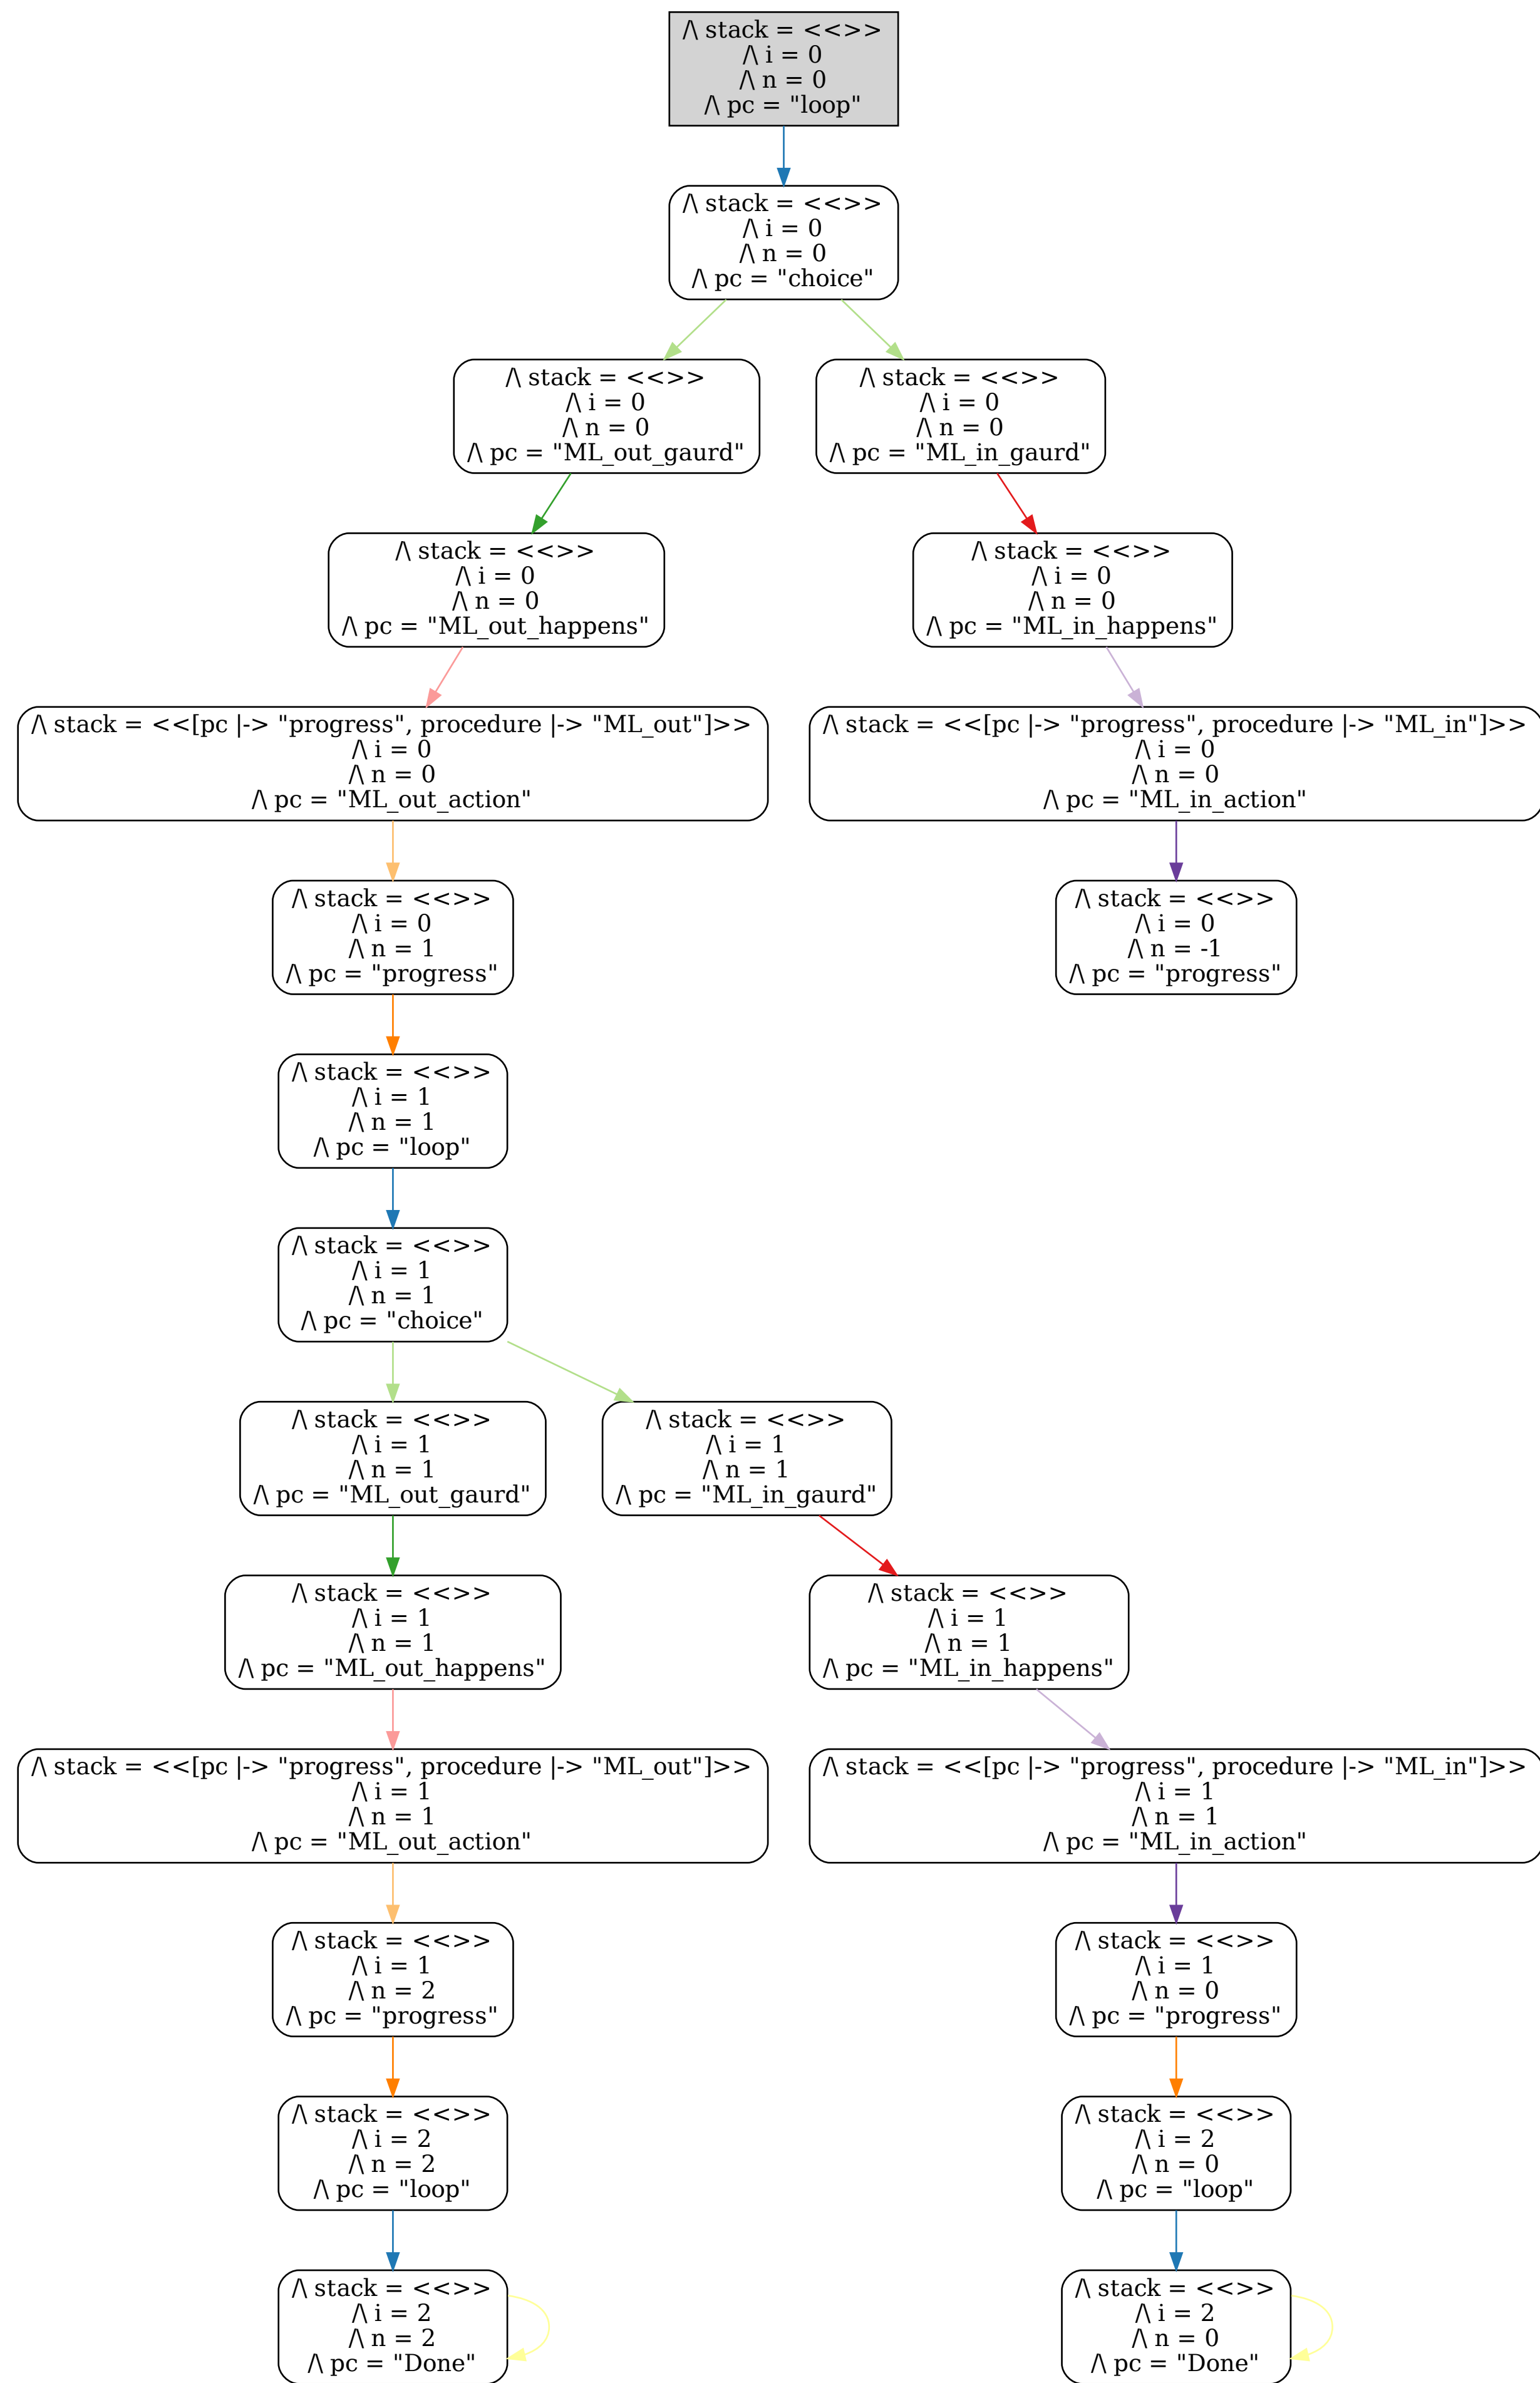 /\ stack = <<>>
/\ i = 0
/\ n = 0
/\ pc = "loop"
/\ stack = <<>>
/\ i = 0
/\ n = 0
/\ pc = "choice"
/\ stack = <<>>
/\ i = 0
/\ n = 0
/\ pc = "ML_out_gaurd"
/\ stack = <<>>
/\ i = 0
/\ n = 0
/\ pc = "ML_in_gaurd"
/\ stack = <<>>
/\ i = 0
/\ n = 0
/\ pc = "ML_out_happens"
/\ stack = <<>>
/\ i = 0
/\ n = 0
/\ pc = "ML_in_happens"
/\ stack = <<[pc |-> "progress", procedure |-> "ML_out"]>>
/\ i = 0
/\ n = 0
/\ pc = "ML_out_action"
/\ stack = <<[pc |-> "progress", procedure |-> "ML_in"]>>
/\ i = 0
/\ n = 0
/\ pc = "ML_in_action"
/\ stack = <<>>
/\ i = 0
/\ n = 1
/\ pc = "progress"
/\ stack = <<>>
/\ i = 0
/\ n = -1
/\ pc = "progress"
/\ stack = <<>>
/\ i = 1
/\ n = 1
/\ pc = "loop"
/\ stack = <<>>
/\ i = 1
/\ n = 1
/\ pc = "choice"
/\ stack = <<>>
/\ i = 1
/\ n = 1
/\ pc = "ML_out_gaurd"
/\ stack = <<>>
/\ i = 1
/\ n = 1
/\ pc = "ML_in_gaurd"
/\ stack = <<>>
/\ i = 1
/\ n = 1
/\ pc = "ML_out_happens"
/\ stack = <<>>
/\ i = 1
/\ n = 1
/\ pc = "ML_in_happens"
/\ stack = <<[pc |-> "progress", procedure |-> "ML_out"]>>
/\ i = 1
/\ n = 1
/\ pc = "ML_out_action"
/\ stack = <<[pc |-> "progress", procedure |-> "ML_in"]>>
/\ i = 1
/\ n = 1
/\ pc = "ML_in_action"
/\ stack = <<>>
/\ i = 1
/\ n = 2
/\ pc = "progress"
/\ stack = <<>>
/\ i = 1
/\ n = 0
/\ pc = "progress"
/\ stack = <<>>
/\ i = 2
/\ n = 2
/\ pc = "loop"
/\ stack = <<>>
/\ i = 2
/\ n = 0
/\ pc = "loop"
/\ stack = <<>>
/\ i = 2
/\ n = 2
/\ pc = "Done"
/\ stack = <<>>
/\ i = 2
/\ n = 0
/\ pc = "Done"